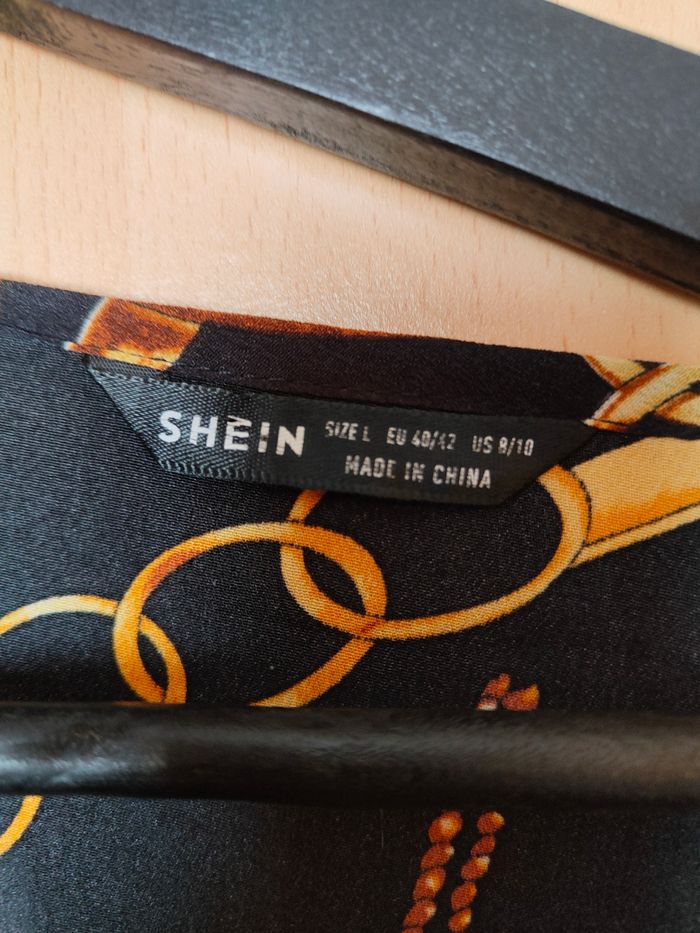 SHEIN SIZE L EU 40/42 US 8/10
MADE IN CHINA